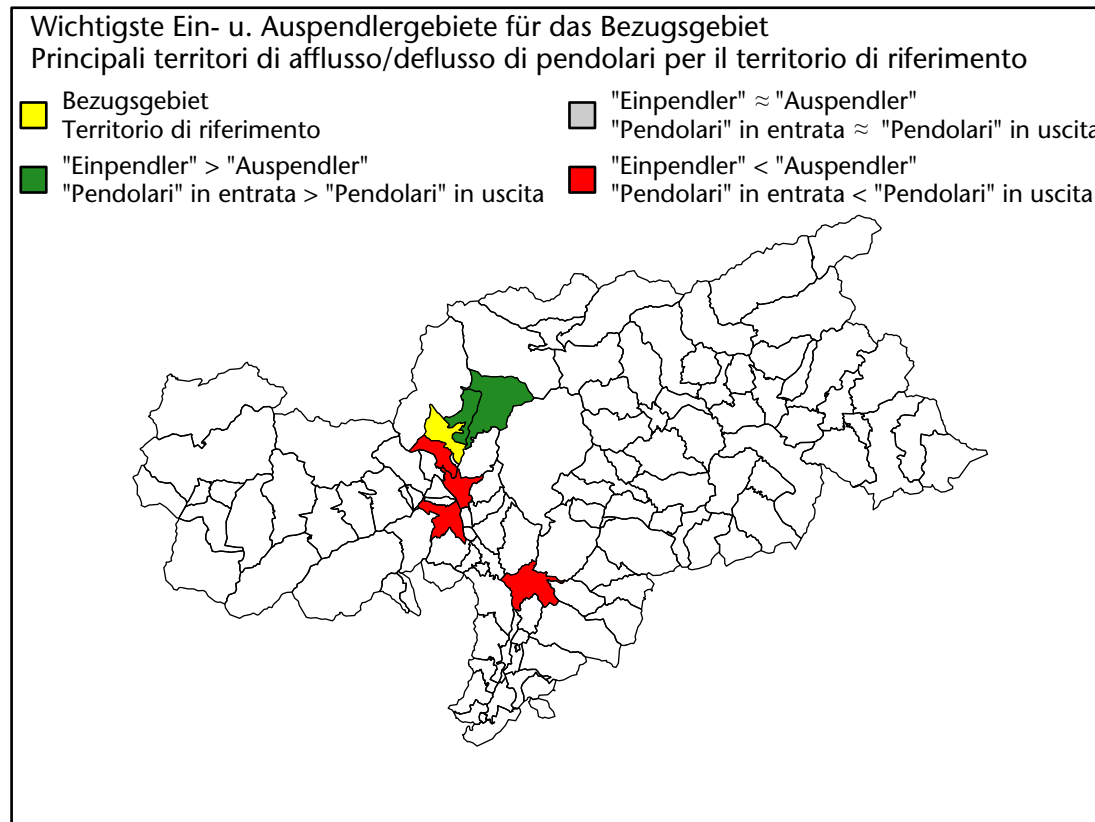 Wichtigste Ein- u. Auspendlergebiete für das Bezugsgebiet
Principali territori di afflusso/deflusso di pendolari per il territorio di riferimento
Bezugsgebiet
Territorio di riferimento
"Einpendler" > "Auspendler"
"Pendolari" in entrata > "Pendolari" in uscita
"Einpendler" ≈ "Auspendler"
"Pendolari" in entrata ≈ "Pendolari" in uscita
"Einpendler" < "Auspendler"
"Pendolari" in entrata < "Pendolari" in uscita